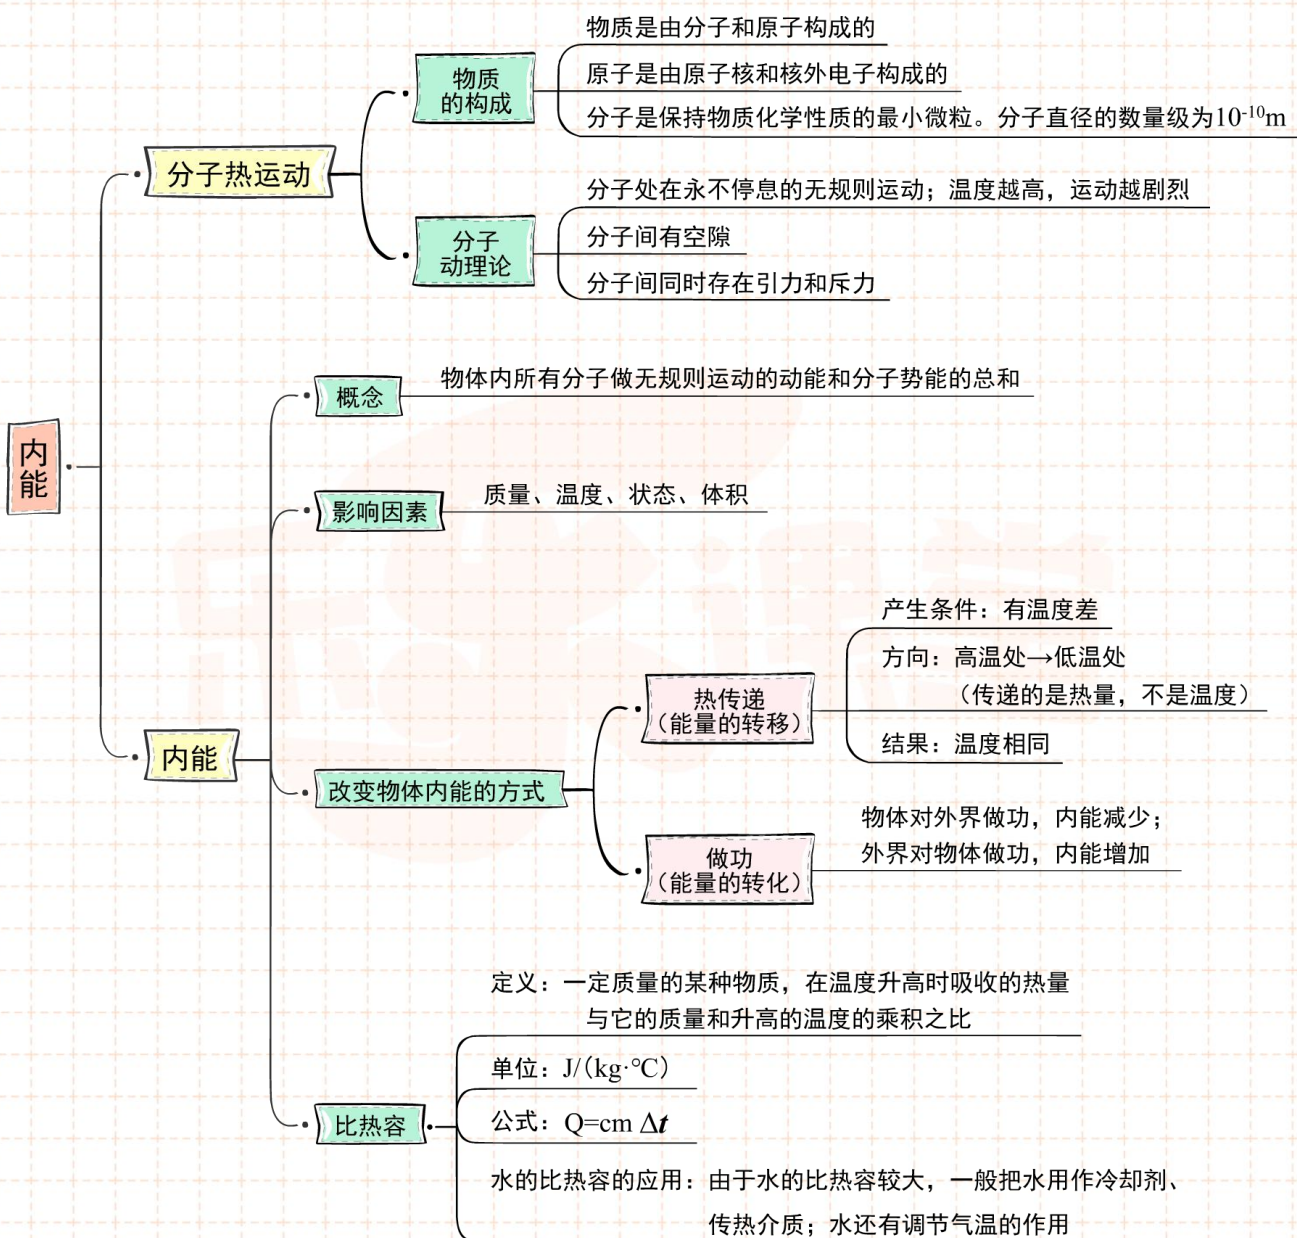 物质是由分子和原子构成的
物质
的构成
原子是由原子核和核外电子构成的
分子是保持物质化学性质的最小微粒。分子直径的数量级为10⁻¹⁰m
分子热运动
分子处在永不停息的无规则运动；温度越高，运动越剧烈
分子
动理论
分子间有空隙
分子间同时存在引力和斥力
内能
概念
物体内所有分子做无规则运动的动能和分子势能的总和
影响因素
质量、温度、状态、体积
内能
改变物体内能的方式
热传递
（能量的转移）
产生条件：有温度差
方向：高温处→低温处
（传递的是热量，不是温度）
结果：温度相同
做功
（能量的转化）
物体对外界做功，内能减少；
外界对物体做功，内能增加
比热容
定义：一定质量的某种物质，在温度升高时吸收的热量
与它的质量和升高的温度的乘积之比
单位：J/（kg·℃）
公式：Q=cm Δt
水的比热容的应用：由于水的比热容较大，一般把水用作冷却剂、
传热介质；水还有调节气温的作用